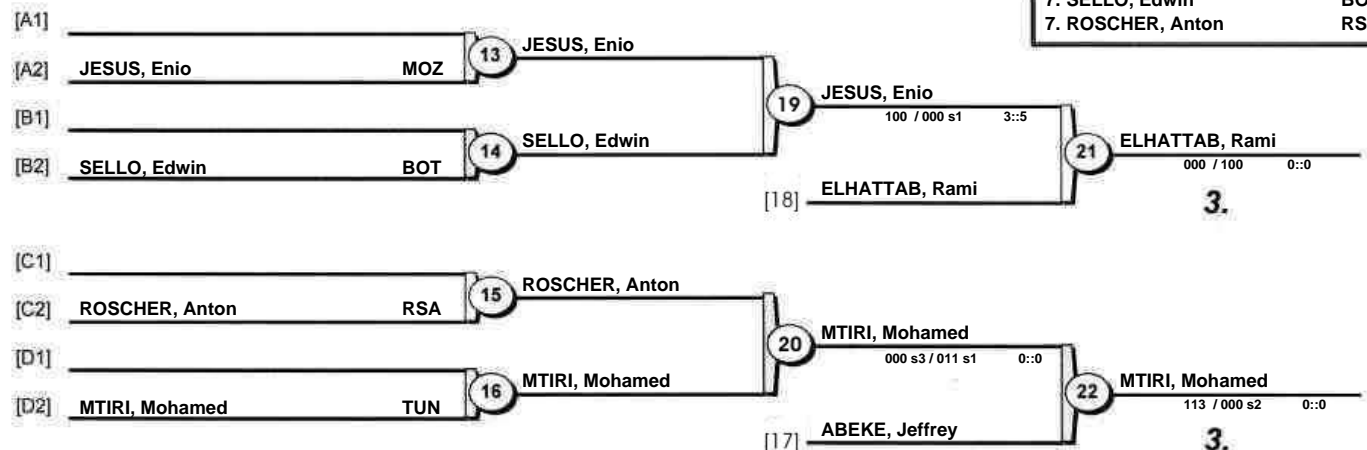 7. SELLO, Edwin BO
7. ROSCHER, Anton RS
[A1]
[A2] JESUS, Enio MOZ
13 JESUS, Enio
[B1]
[B2] SELLO, Edwin BOT
14 SELLO, Edwin
19 JESUS, Enio
100 / 000 s1 3::5
[18] ELHATTAB, Rami
21 ELHATTAB, Rami
000 / 100 0::0
3.
[C1]
[C2] ROSCHER, Anton RSA
15 ROSCHER, Anton
[D1]
[D2] MTIRI, Mohamed TUN
16 MTIRI, Mohamed
20 MTIRI, Mohamed
000 s3 / 011 s1 0::0
[17] ABEKE, Jeffrey
22 MTIRI, Mohamed
113 / 000 s2 0::0
3.